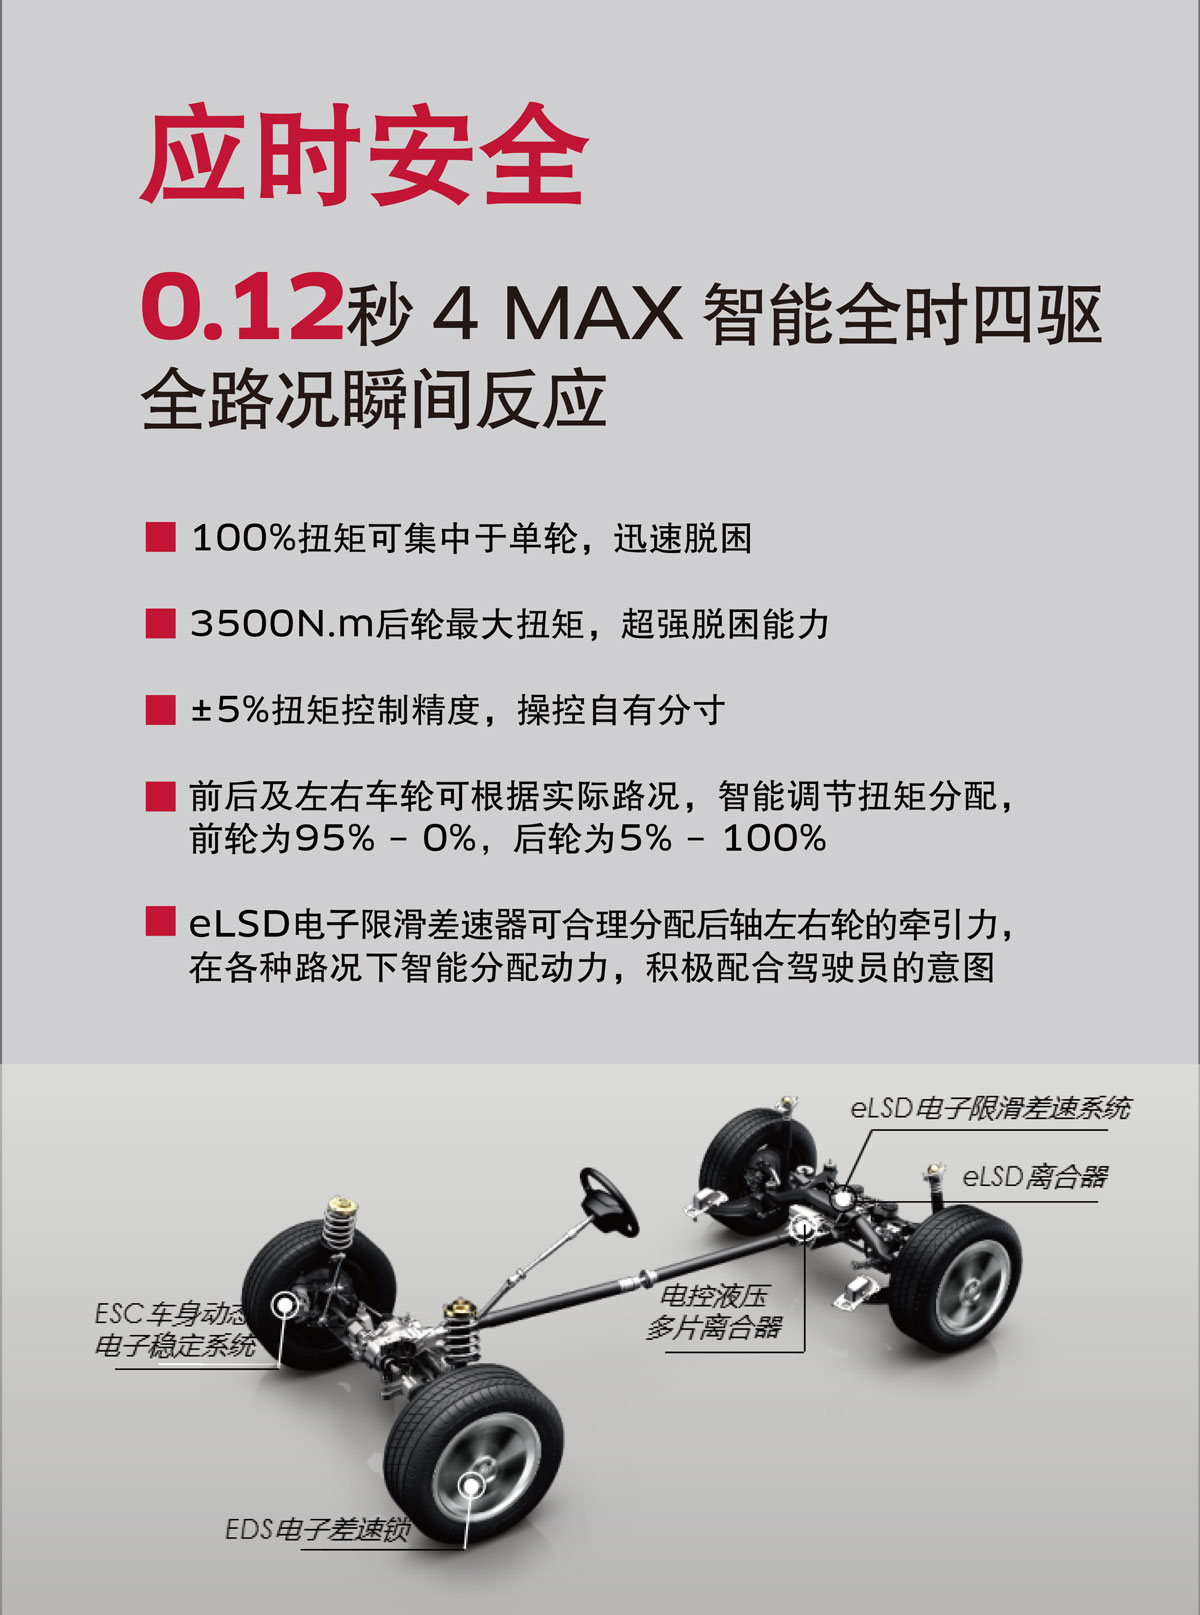 应时安全
0.12秒 4 MAX 智能全时四驱
全路况瞬间反应
100%扭矩可集中于单轮，迅速脱困
3500N.m后轮最大扭矩，超强脱困能力
±5%扭矩控制精度，操控自有分寸
前后及左右车轮可根据实际路况，智能调节扭矩分配，
前轮为95% – 0%，后轮为5% – 100%
eLSD电子限滑差速器可合理分配后轴左右轮的牵引力，
在各种路况下智能分配动力，积极配合驾驶员的意图
eLSD电子限滑差速系统
eLSD离合器
电控液压
多片离合器
ESC车身动态
电子稳定系统
EDS电子差速锁